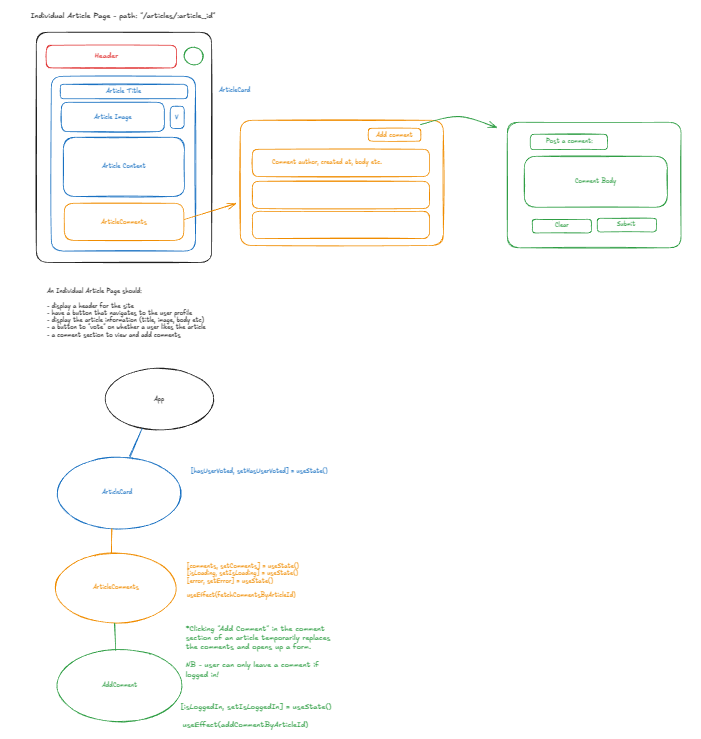 Individual Article Page - path: "/articles/:article_id"
Header
Article Title
ArticleCard
Article Image
V
Article Content
ArticleComments
Add comment
Comment author, created at, body etc.
Post a comment:
Comment Body
Clear
Submit
An Individual Article Page should:
- display a header for the site
- have a button that navigates to the user profile
- display the article information (title, image, body etc)
- a button to "vote" on whether a user likes the article
- a comment section to view and add comments
App
[hasUserVoted, setHasUserVoted] = useState()
ArticleCard
[comments, setComments] = useState()
[isLoading, setIsLoading] = useState()
[error, setError] = useState()
ArticleComments
useEffect(fetchCommentsByArticleId)
*Clicking "Add Comment" in the comment
section of an article temporarily replaces
the comments and opens up a form.
NB - user can only leave a comment if
logged in!
AddComment
[isLoggedIn, setIsLoggedIn] = useState()
useEffect(addCommentByArticleId)